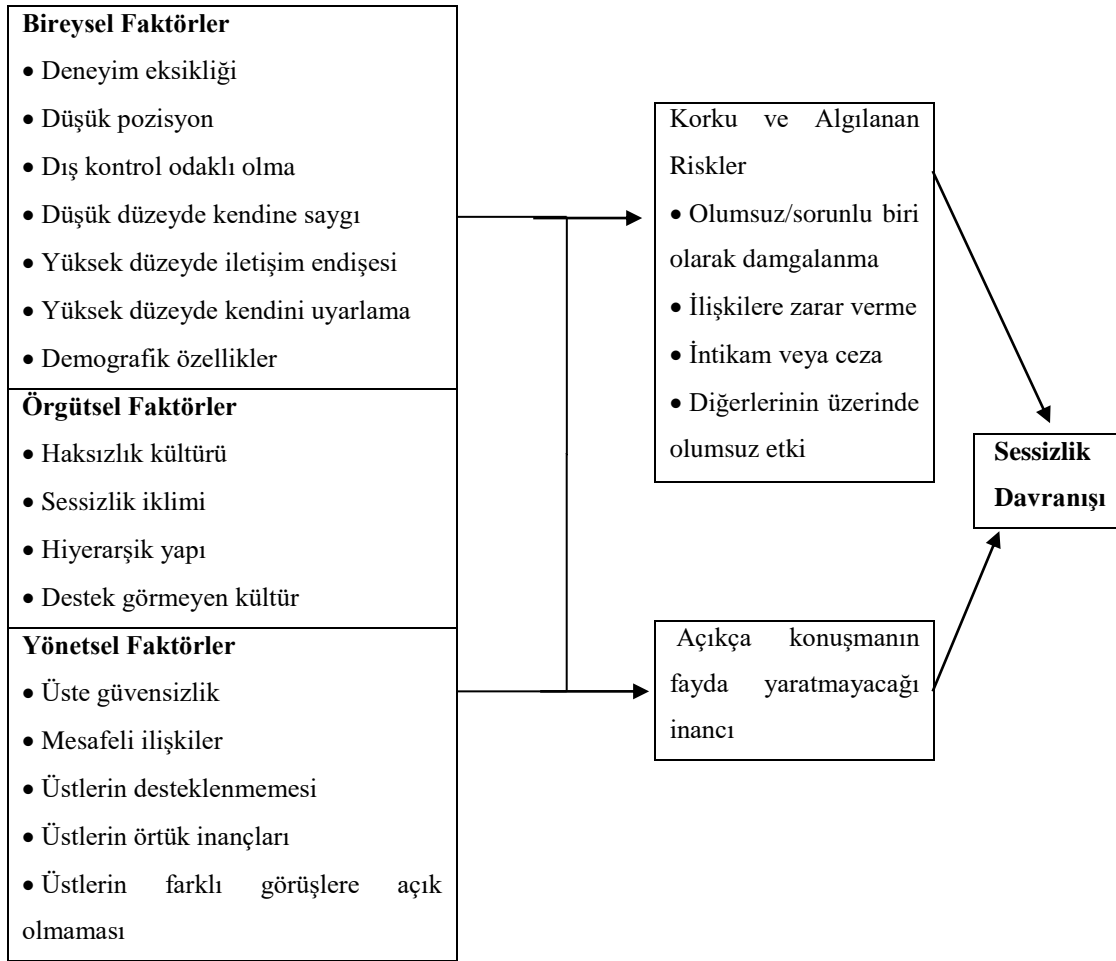 Bireysel Faktörler
• Deneyim eksikliği
• Düşük pozisyon
• Dış kontrol odaklı olma
• Düşük düzeyde kendine saygı
• Yüksek düzeyde iletişim endişesi
• Yüksek düzeyde kendini uyarlama
• Demografik özellikler
Örgütsel Faktörler
• Haksızlık kültürü
• Sessizlik iklimi
• Hiyerarşik yapı
• Destek görmeyen kültür
Yönetsel Faktörler
• Üste güvensizlik
• Mesafeli ilişkiler
• Üstlerin desteklenmemesi
• Üstlerin örtük inançları
• Üstlerin farklı görüşlere açık
olmaması
Korku ve Algılanan
Riskler
• Olumsuz/sorunlu biri
olarak damgalanma
• İlişkilere zarar verme
• İntikam veya ceza
• Diğerlerinin üzerinde
olumsuz etki
Açıkça konuşmanın
fayda yaratmayacağı
inancı
Sessizlik
Davranışı